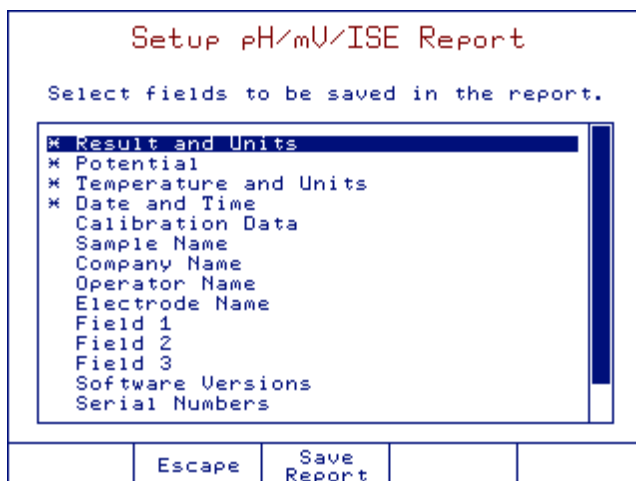 Setup pH/mV/ISE Report
Select fields to be saved in the report.
* Result and Units
* Potential
* Temperature and Units
* Date and Time
Calibration Data
Sample Name
Company Name
Operator Name
Electrode Name
Field 1
Field 2
Field 3
Software Versions
Serial Numbers
Escape
Save
Report